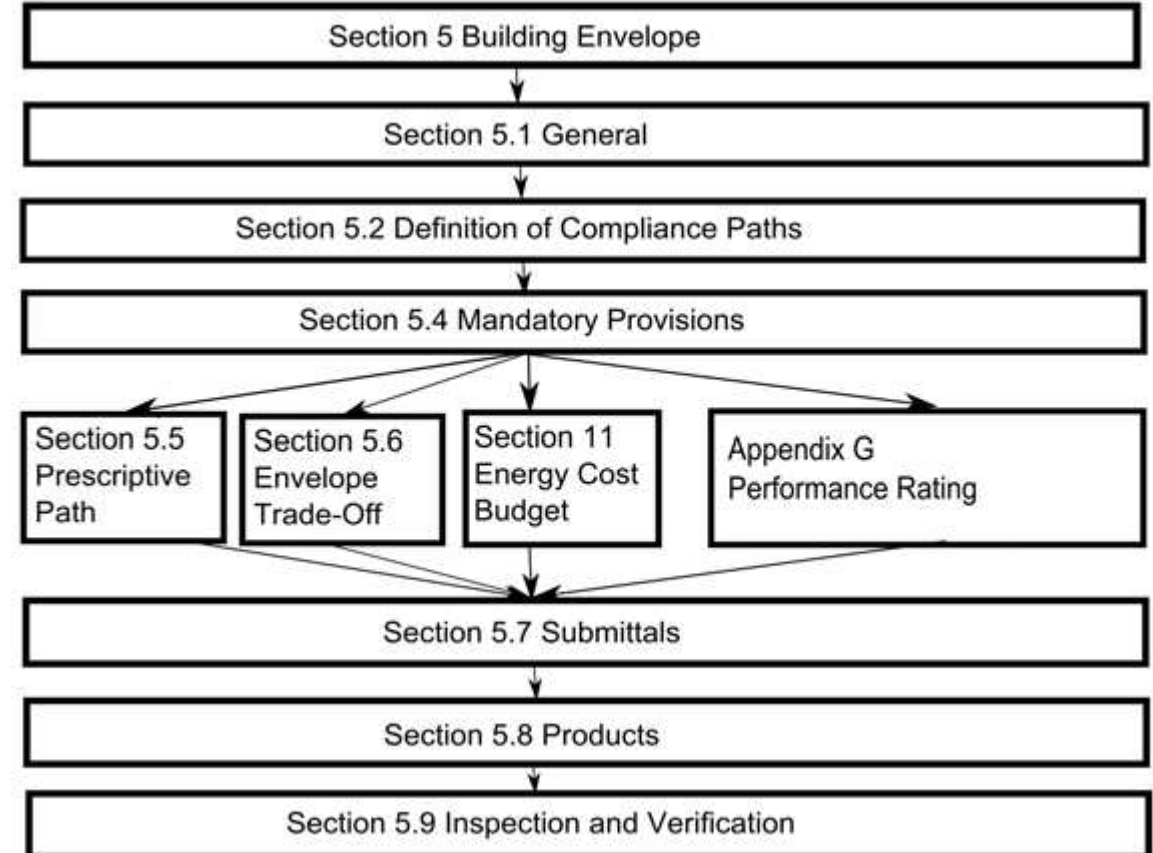 Section 5 Building Envelope
Section 5.1 General
Section 5.2 Definition of Compliance Paths
Section 5.4 Mandatory Provisions
Section 5.5
Prescriptive
Path
Section 5.6
Envelope
Trade-Off
Section 11
Energy Cost
Budget
Appendix G
Performance Rating
Section 5.7 Submittals
Section 5.8 Products
Section 5.9 Inspection and Verification